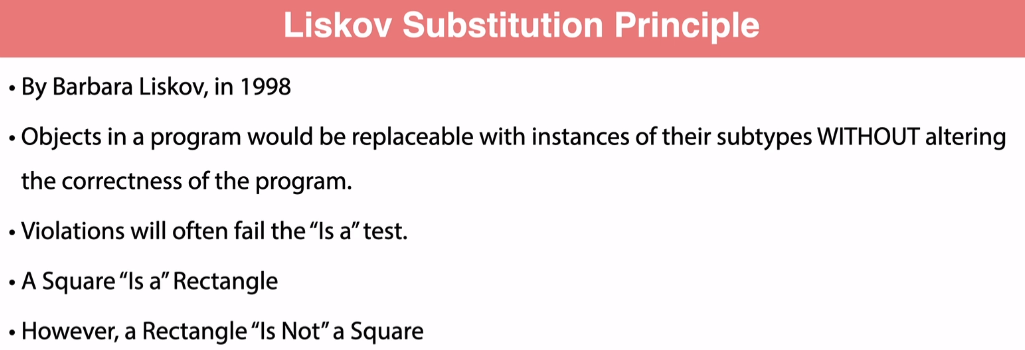 Liskov Substitution Principle
• By Barbara Liskov, in 1998
• Objects in a program would be replaceable with instances of their subtypes WITHOUT altering
the correctness of the program.
• Violations will often fail the “Is a” test.
• A Square “Is a” Rectangle
• However, a Rectangle “Is Not” a Square